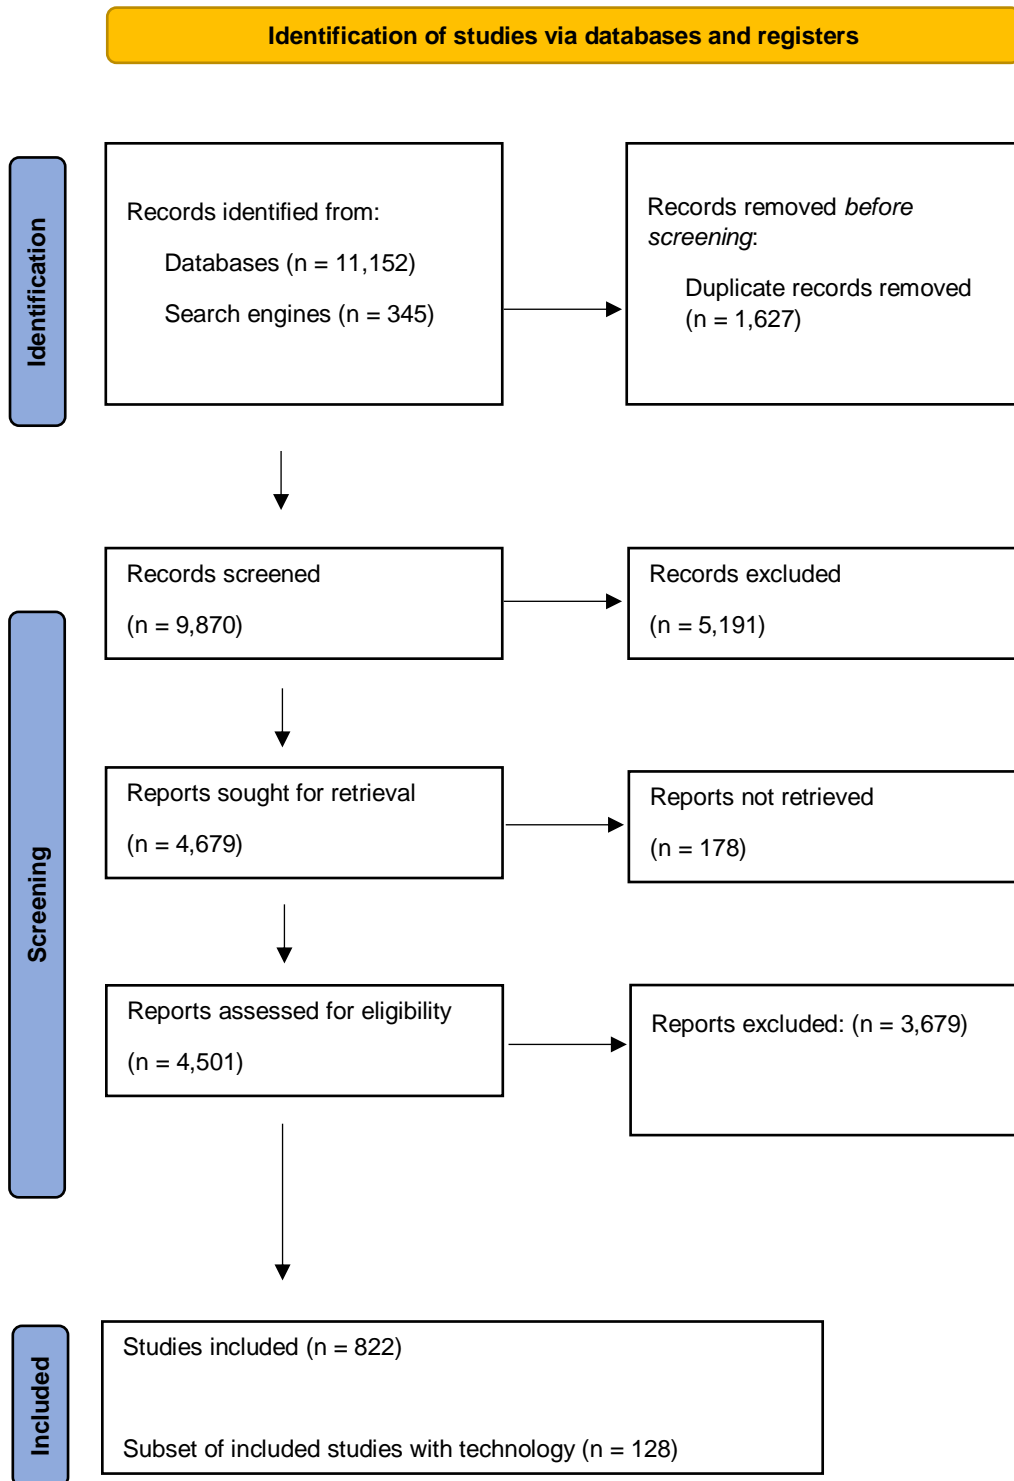 Identification of studies via databases and registers
Identification
Records identified from:
Databases (n = 11,152)
Search engines (n = 345)
Records removed before
screening:
Duplicate records removed
(n = 1,627)
Screening
Records screened
(n = 9,870)
Records excluded
(n = 5,191)
Reports sought for retrieval
(n = 4,679)
Reports not retrieved
(n = 178)
Reports assessed for eligibility
(n = 4,501)
Reports excluded: (n = 3,679)
Included
Studies included (n = 822)
Subset of included studies with technology (n = 128)